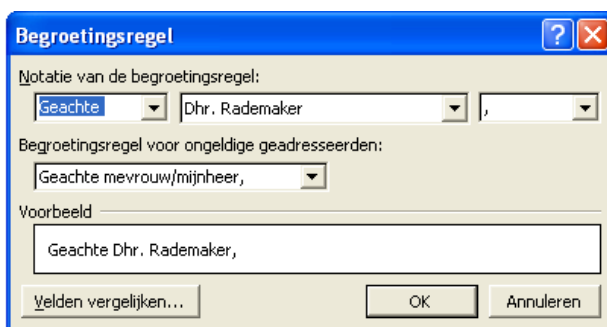 Begroetingsregel
Notatie van de begroetingsregel:
Geachte Dhr. Rademaker ,
Begroetingsregel voor ongeldige geadresseerden:
Geachte mevrouw/mijnheer,
Voorbeeld
Geachte Dhr. Rademaker,
Velden vergelijken... OK Annuleren